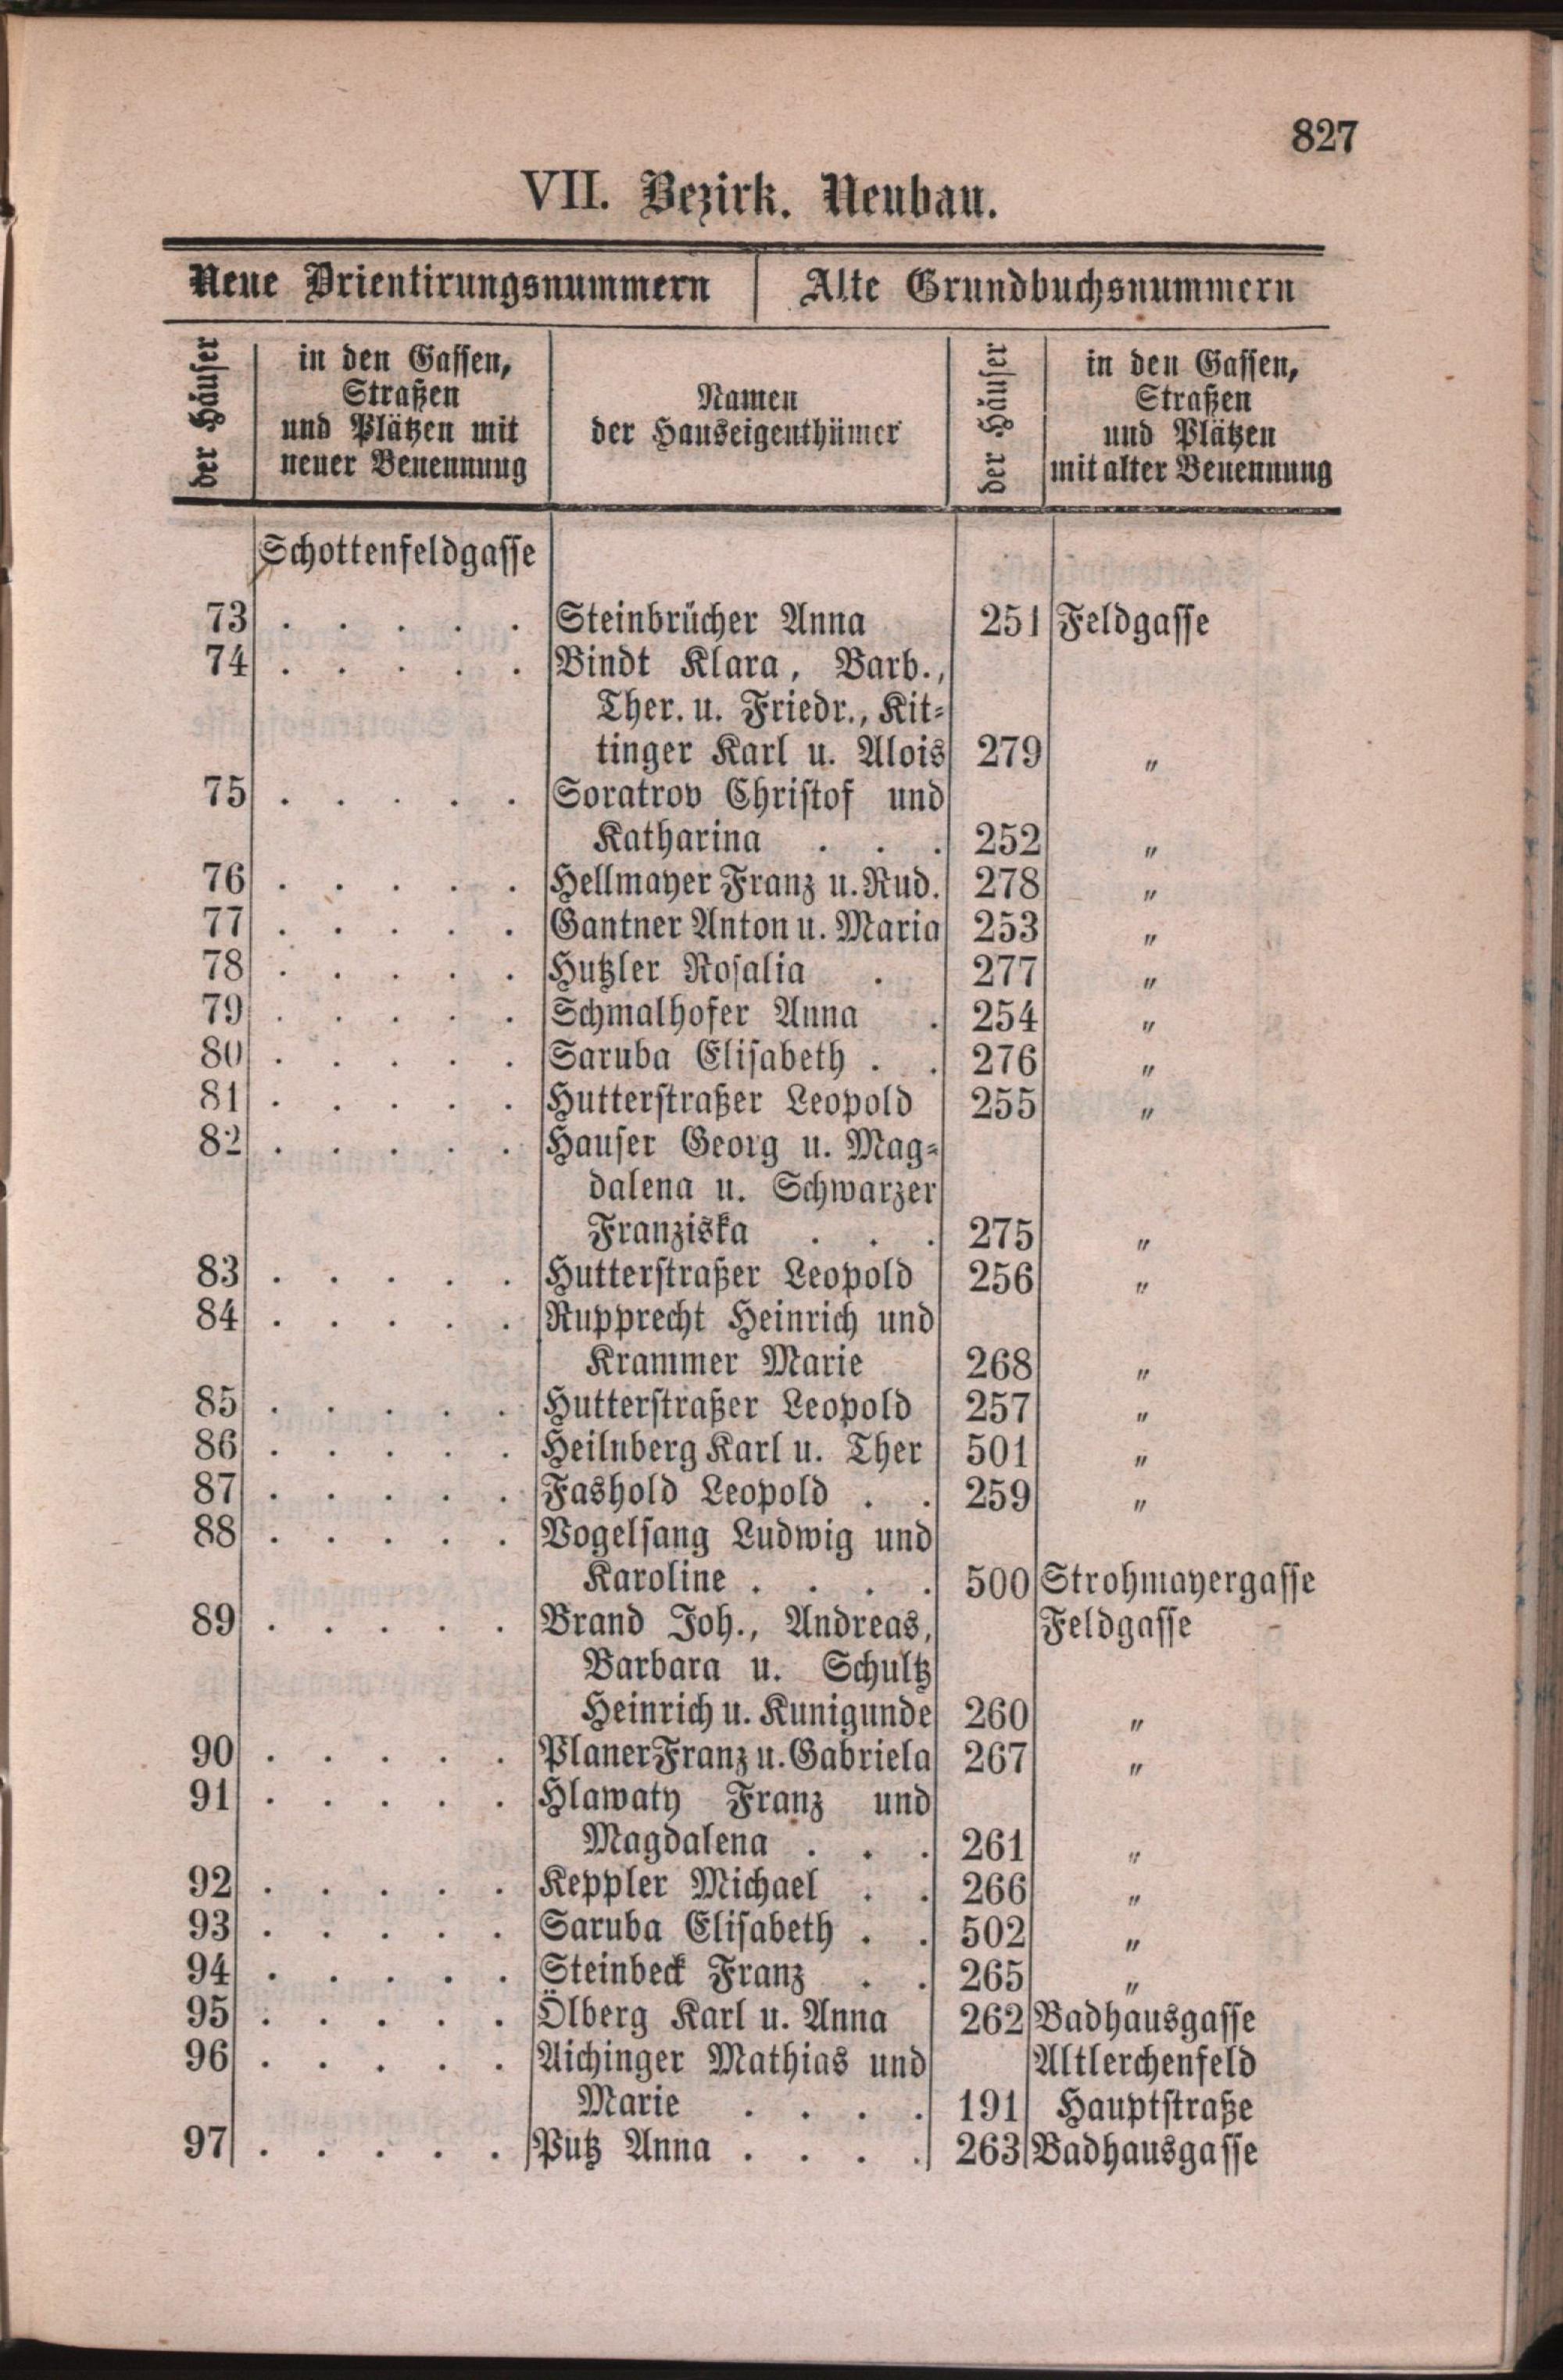 827
VII. Bezirk. Neubau.
Neue Orientirungsnummern Alte Grundbuchsnummern
der Häuser
in den Gassen,
Straßen
und Plätzen mit
neuer Benennung
Namen
der Hauseigenthümer
der Häuser
in den Gassen,
Straßen
und Plätzen
mit alter Benennung
Schottenfeldgasse
73 . . . . . Steinbrücher Anna 251 Feldgasse
74 . . . . . Bindt Klara, Barb.,
Ther. u. Friedr., Kit-
tinger Karl u. Alois 279 "
75 . . . . . Soratrov Christof und
Katharina . . . 252 "
76 . . . . . Hellmayer Franz u. Rud. 278 "
77 . . . . . Gantner Anton u. Maria 253 "
78 . . . . . Hutzler Rosalia . 277 "
79 . . . . . Schmalhofer Anna . 254 "
80 . . . . . Saruba Elisabeth . . 276 "
81 . . . . . Hutterstraßer Leopold 255 "
82 . . . . . Hauser Georg u. Mag-
dalena u. Schwarzer
Franziska . . . 275 "
83 . . . . . Hutterstraßer Leopold 256 "
84 . . . . . Rupprecht Heinrich und
Krammer Marie 268 "
85 . . . . . Hutterstraßer Leopold 257 "
86 . . . . . Heilnberg Karl u. Ther 501 "
87 . . . . . Fashold Leopold . . 259 "
88 . . . . . Vogelsang Ludwig und
Karoline . . . . 500 Strohmayergasse
89 . . . . . Brand Joh., Andreas, Feldgasse
Barbara u. Schultz
Heinrich u. Kunigunde 260 "
90 . . . . . Planer Franz u. Gabriela 267 "
91 . . . . . Hlawaty Franz und
Magdalena . . . 261 "
92 . . . . . Keppler Michael . . 266 "
93 . . . . . Saruba Elisabeth . . 502 "
94 . . . . . Steinbeck Franz . . 265 "
95 . . . . . Ölberg Karl u. Anna 262 Badhausgasse
96 . . . . . Aichinger Mathias und Altlerchenfeld
Marie . . . . 191 Hauptstraße
97 . . . . . Putz Anna . . . . 263 Badhausgasse